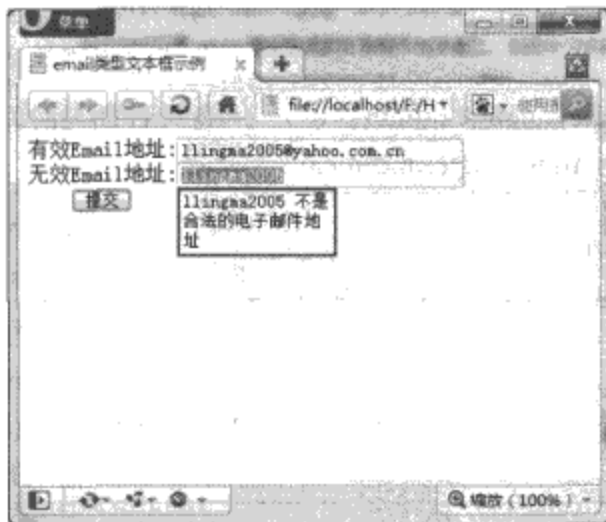 菜单
email类型文本框示例
file://localhost/F:/H
有效Email地址: llingma2005@yahoo.com.cn
无效Email地址:
提交
llingma2005 不是
合法的电子邮件地
址
缩放 (100%)